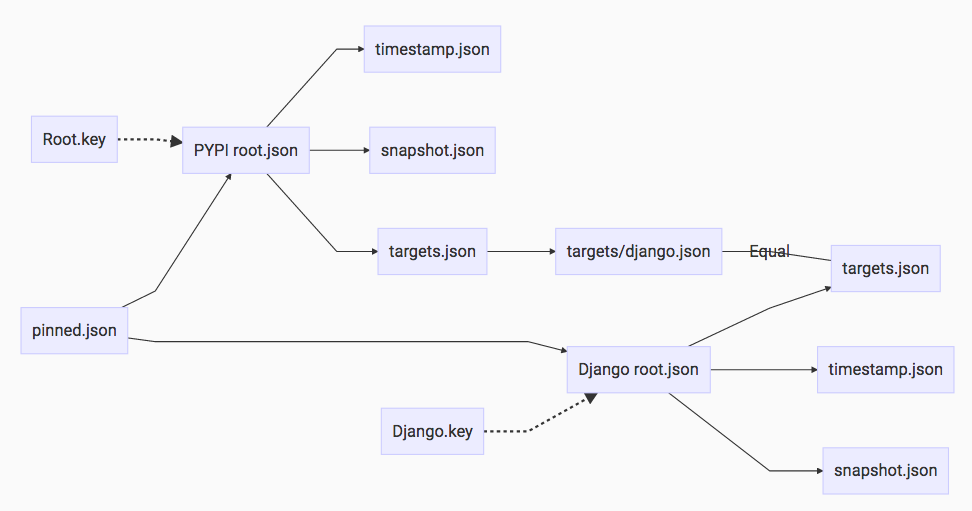 timestamp.json
Root.key
PYPI root.json
snapshot.json
targets.json
targets/django.json
Equal
targets.json
pinned.json
Django root.json
timestamp.json
Django.key
snapshot.json